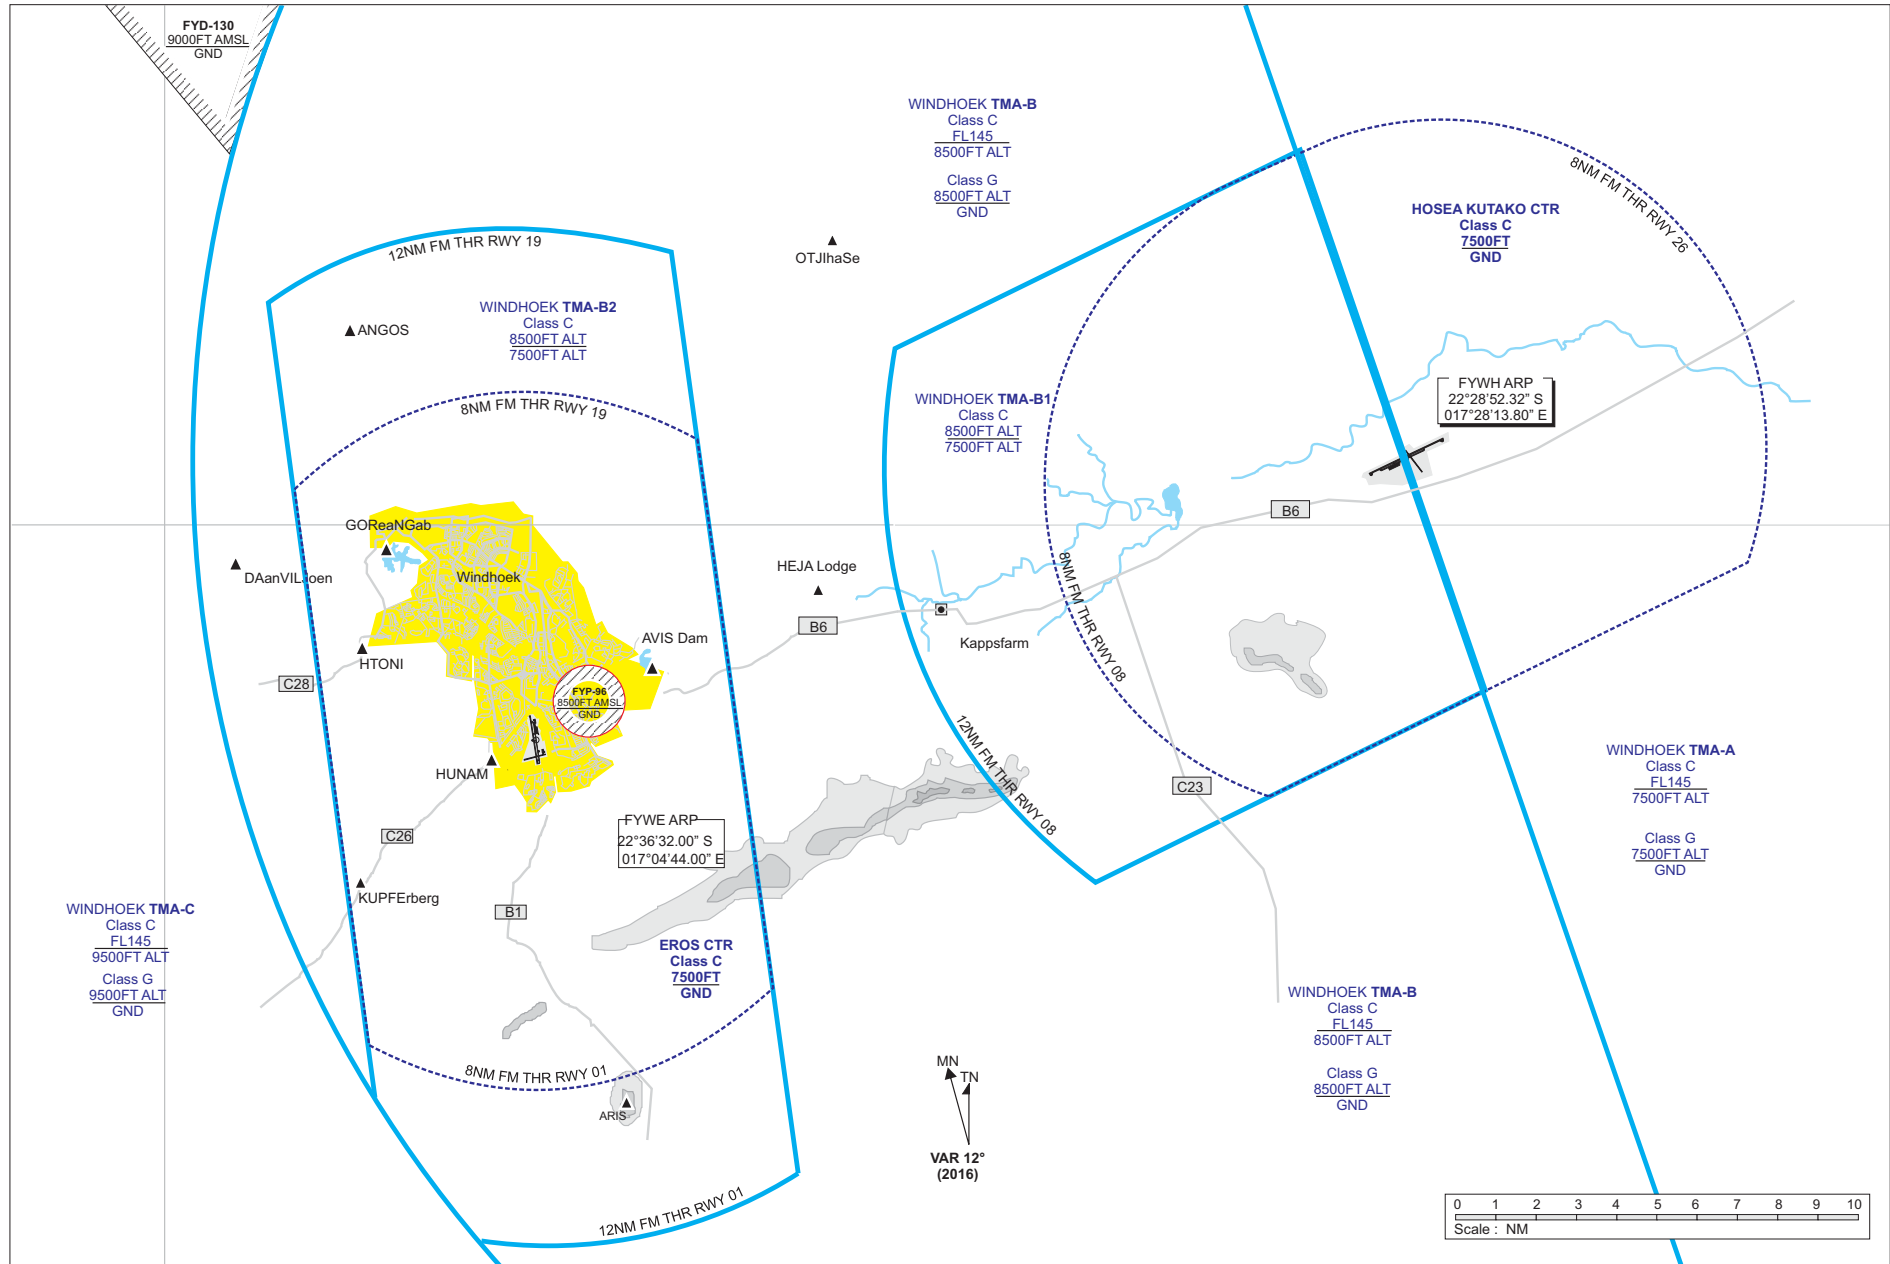 FYD-130
9000FT AMSL
GND
WINDHOEK TMA-B
Class C
FL145
8500FT ALT
Class G
8500FT ALT
GND
8NM FM THR RWY 26
HOSEA KUTAKO CTR
Class C
7500FT
GND
12NM FM THR RWY 19
OTJIhaSe
WINDHOEK TMA-B2
Class C
8500FT ALT
7500FT ALT
ANGOS
8NM FM THR RWY 19
WINDHOEK TMA-B1
Class C
8500FT ALT
7500FT ALT
FYWH ARP
22°28'52.32" S
017°28'13.80" E
B6
GOReaNGab
Windhoek
DAanVILJoen
HEJA Lodge
8NM FM THR RWY 08
B6
Kappsfarm
AVIS Dam
HTONI
C28
FYP-96
8500FT AMSL
GND
HUNAM
12NM FM THR RWY 08
C23
WINDHOEK TMA-A
Class C
FL145
7500FT ALT
Class G
7500FT ALT
GND
C26
FYWE ARP
22°36'32.00" S
017°04'44.00" E
KUPFErberg
B1
WINDHOEK TMA-C
Class C
FL145
9500FT ALT
Class G
9500FT ALT
GND
EROS CTR
Class C
7500FT
GND
WINDHOEK TMA-B
Class C
FL145
8500FT ALT
Class G
8500FT ALT
GND
8NM FM THR RWY 01
ARIS
MN
TN
VAR 12°
(2016)
12NM FM THR RWY 01
0 1 2 3 4 5 6 7 8 9 10
Scale : NM